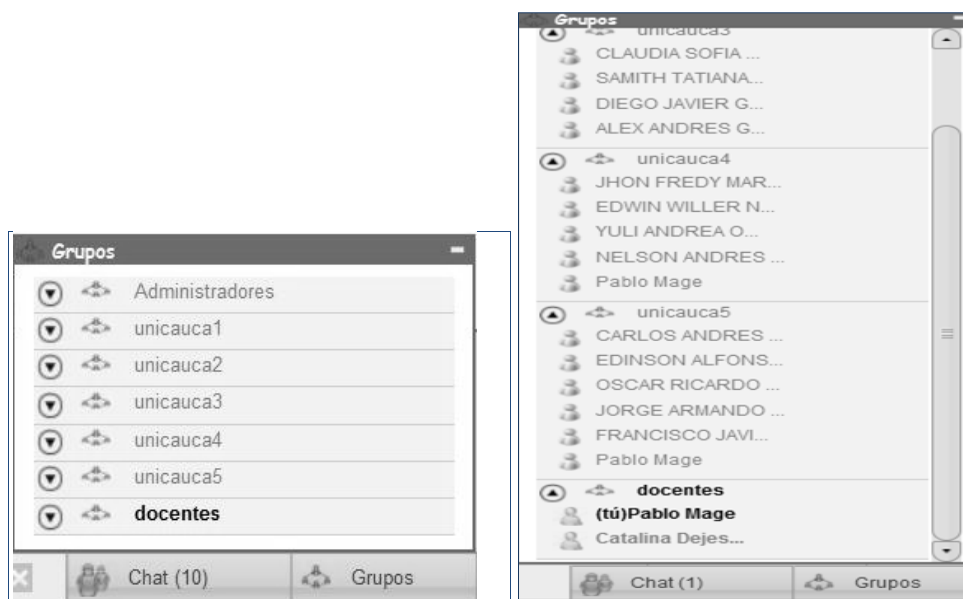 Grupos
Administradores
unicauca1
unicauca2
unicauca3
unicauca4
unicauca5
docentes
Chat (10)
Grupos
Grupos
unicauca3
CLAUDIA SOFIA ...
SAMITH TATIANA...
DIEGO JAVIER G...
ALEX ANDRES G...
unicauca4
JHON FREDY MAR...
EDWIN WILLER N...
YULI ANDREA O...
NELSON ANDRES ...
Pablo Mage
unicauca5
CARLOS ANDRES ...
EDINSON ALFONS...
OSCAR RICARDO ...
JORGE ARMANDO ...
FRANCISCO JAVI...
Pablo Mage
docentes
(tú)Pablo Mage
Catalina Dejes...
Chat (1)
Grupos